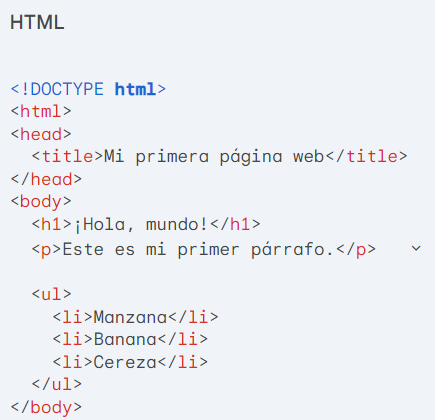 HTML
<!DOCTYPE html>
<html>
<head>
  <title>Mi primera página web</title>
</head>
<body>
  <h1>¡Hola, mundo!</h1>
  <p>Este es mi primer párrafo.</p>
  <ul>
    <li>Manzana</li>
    <li>Banana</li>
    <li>Cereza</li>
  </ul>
</body>